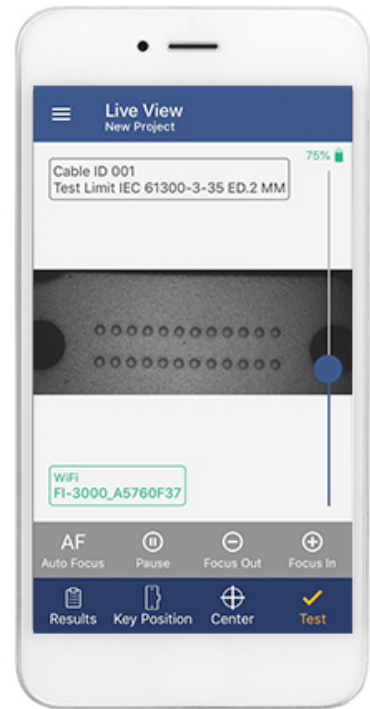 Live View
New Project
75%
Cable ID 001
Test Limit IEC 61300-3-35 ED.2 MM
WiFi
FI-3000_A5760F37
AF
Auto Focus
Pause
Focus Out
Focus In
Results
Key Position
Center
Test